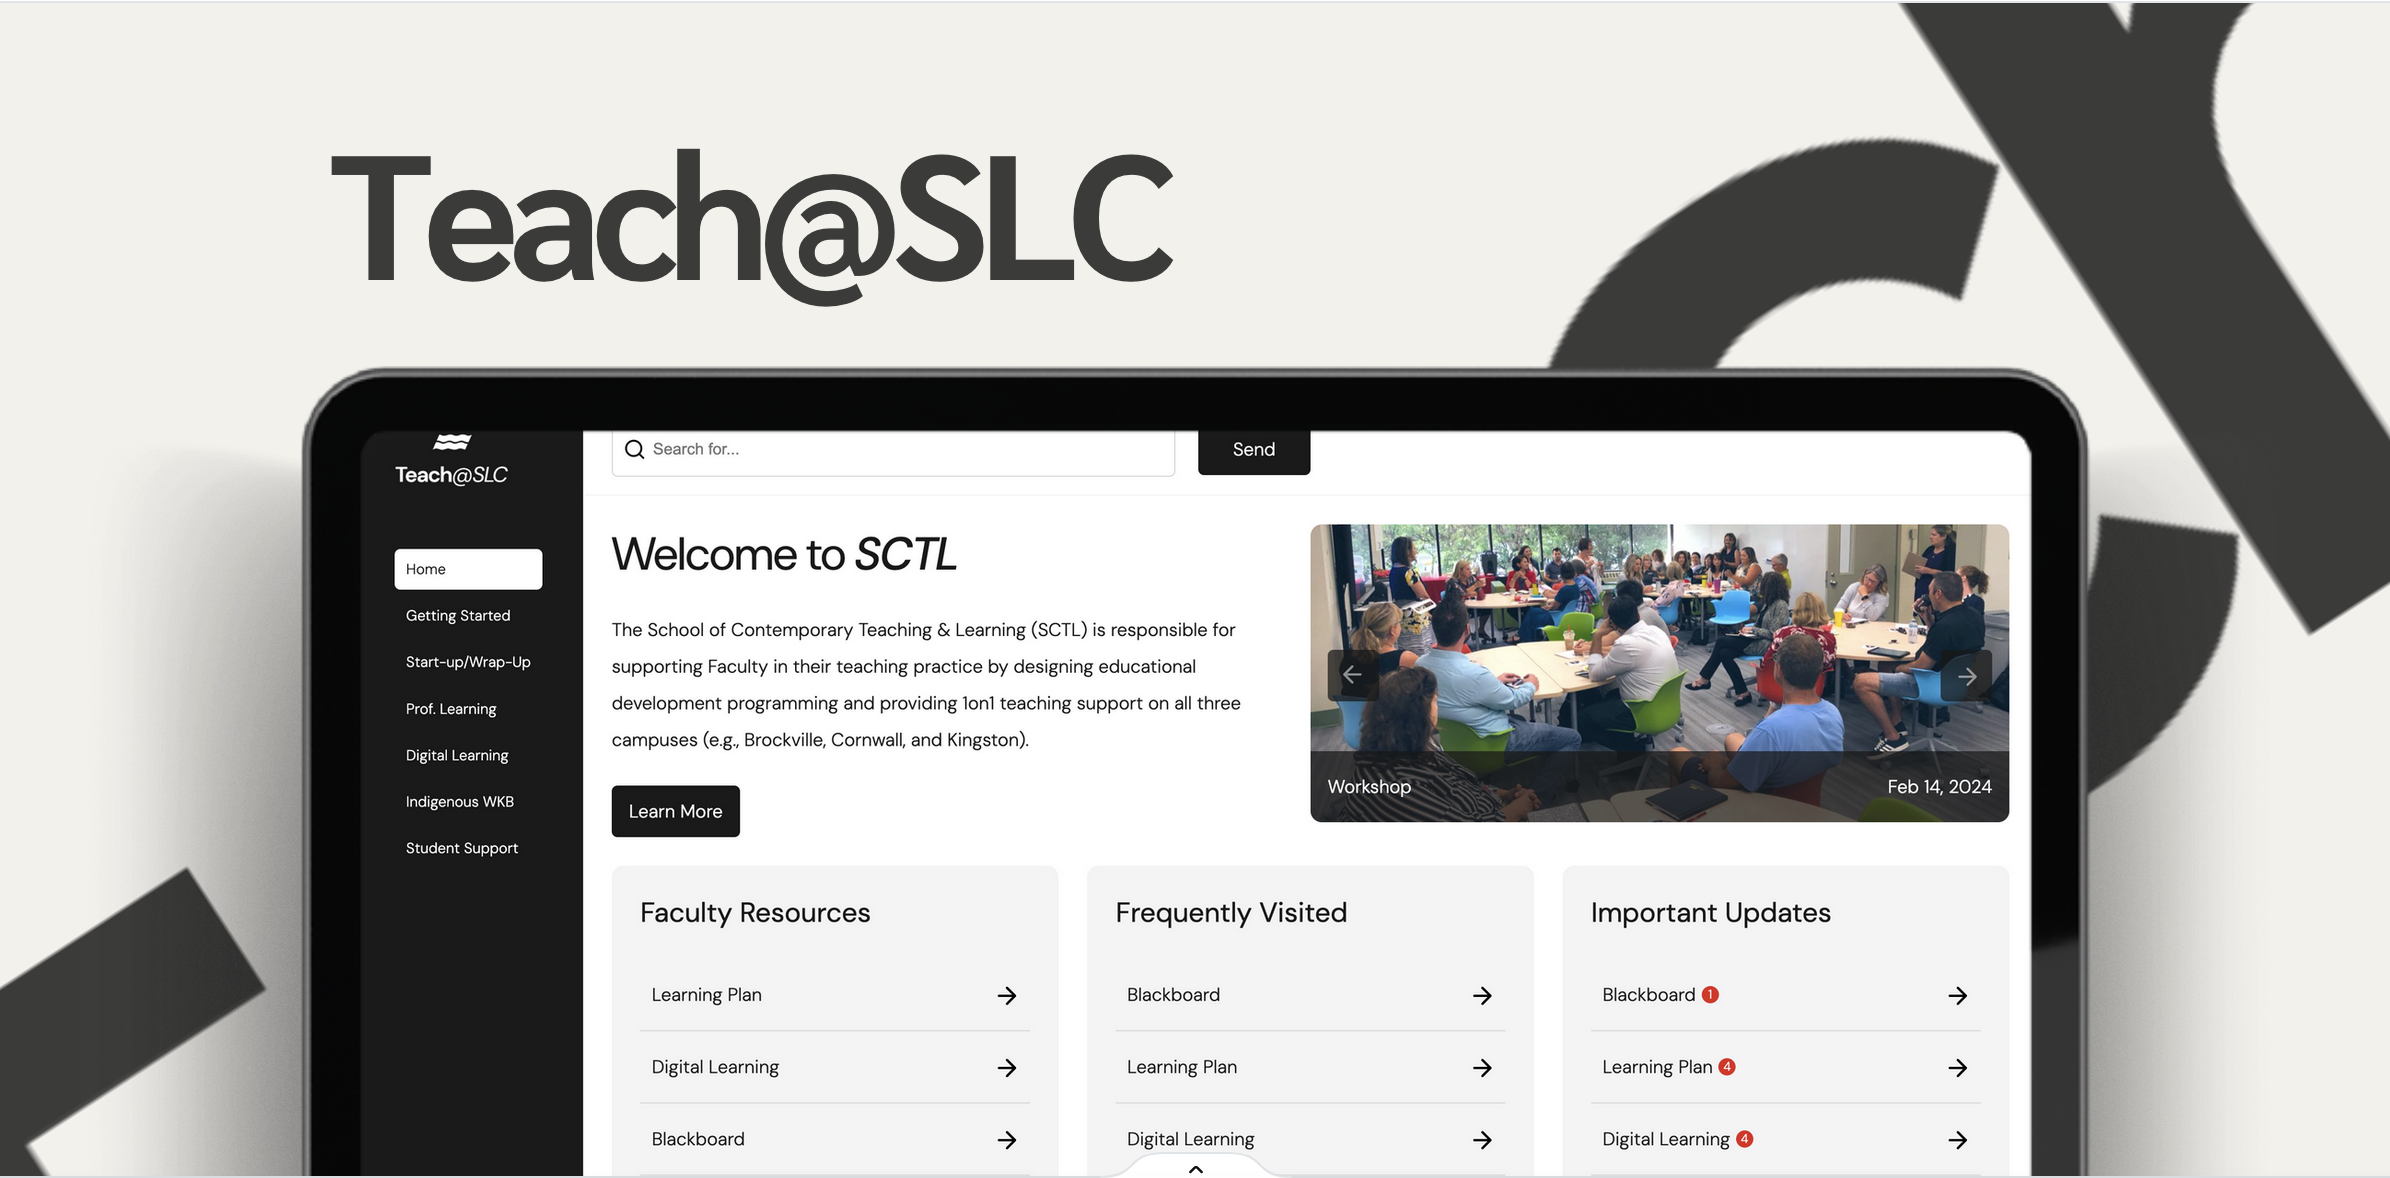 Teach@SLC
Teach@SLC
Search for...
Send
Home
Getting Started
Start-up/Wrap-Up
Prof. Learning
Digital Learning
Indigenous WKB
Student Support
Welcome to SCTL
The School of Contemporary Teaching & Learning (SCTL) is responsible for
supporting Faculty in their teaching practice by designing educational
development programming and providing 1on1 teaching support on all three
campuses (e.g., Brockville, Cornwall, and Kingston).
Learn More
Workshop
Feb 14, 2024
Faculty Resources
Learning Plan
Digital Learning
Blackboard
Frequently Visited
Blackboard
Learning Plan
Digital Learning
Important Updates
Blackboard 1
Learning Plan 4
Digital Learning 4